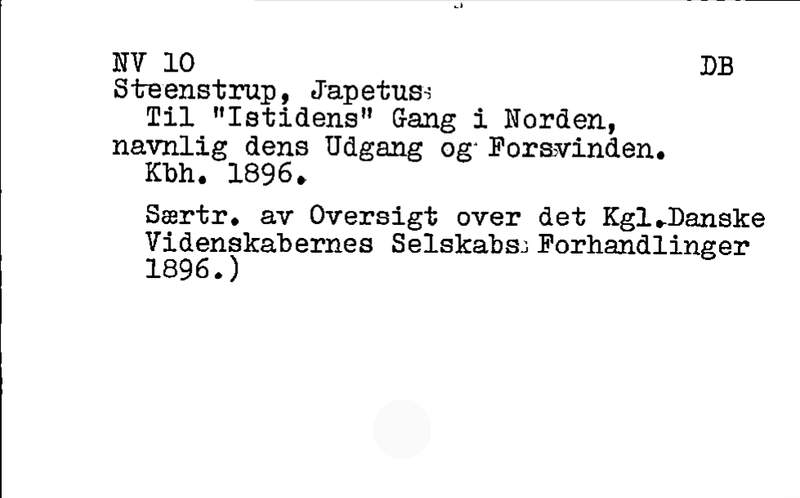 NV 10 DB
Steenstrup, Japetus:
Til "Istidens" Gang i Norden,
navnlig dens Udgang og Forsvinden.
Kbh. 1896.
Særtr. av Oversigt over det Kgl.Danske
Videnskabernes Selskabs Forhandlinger
1896.)